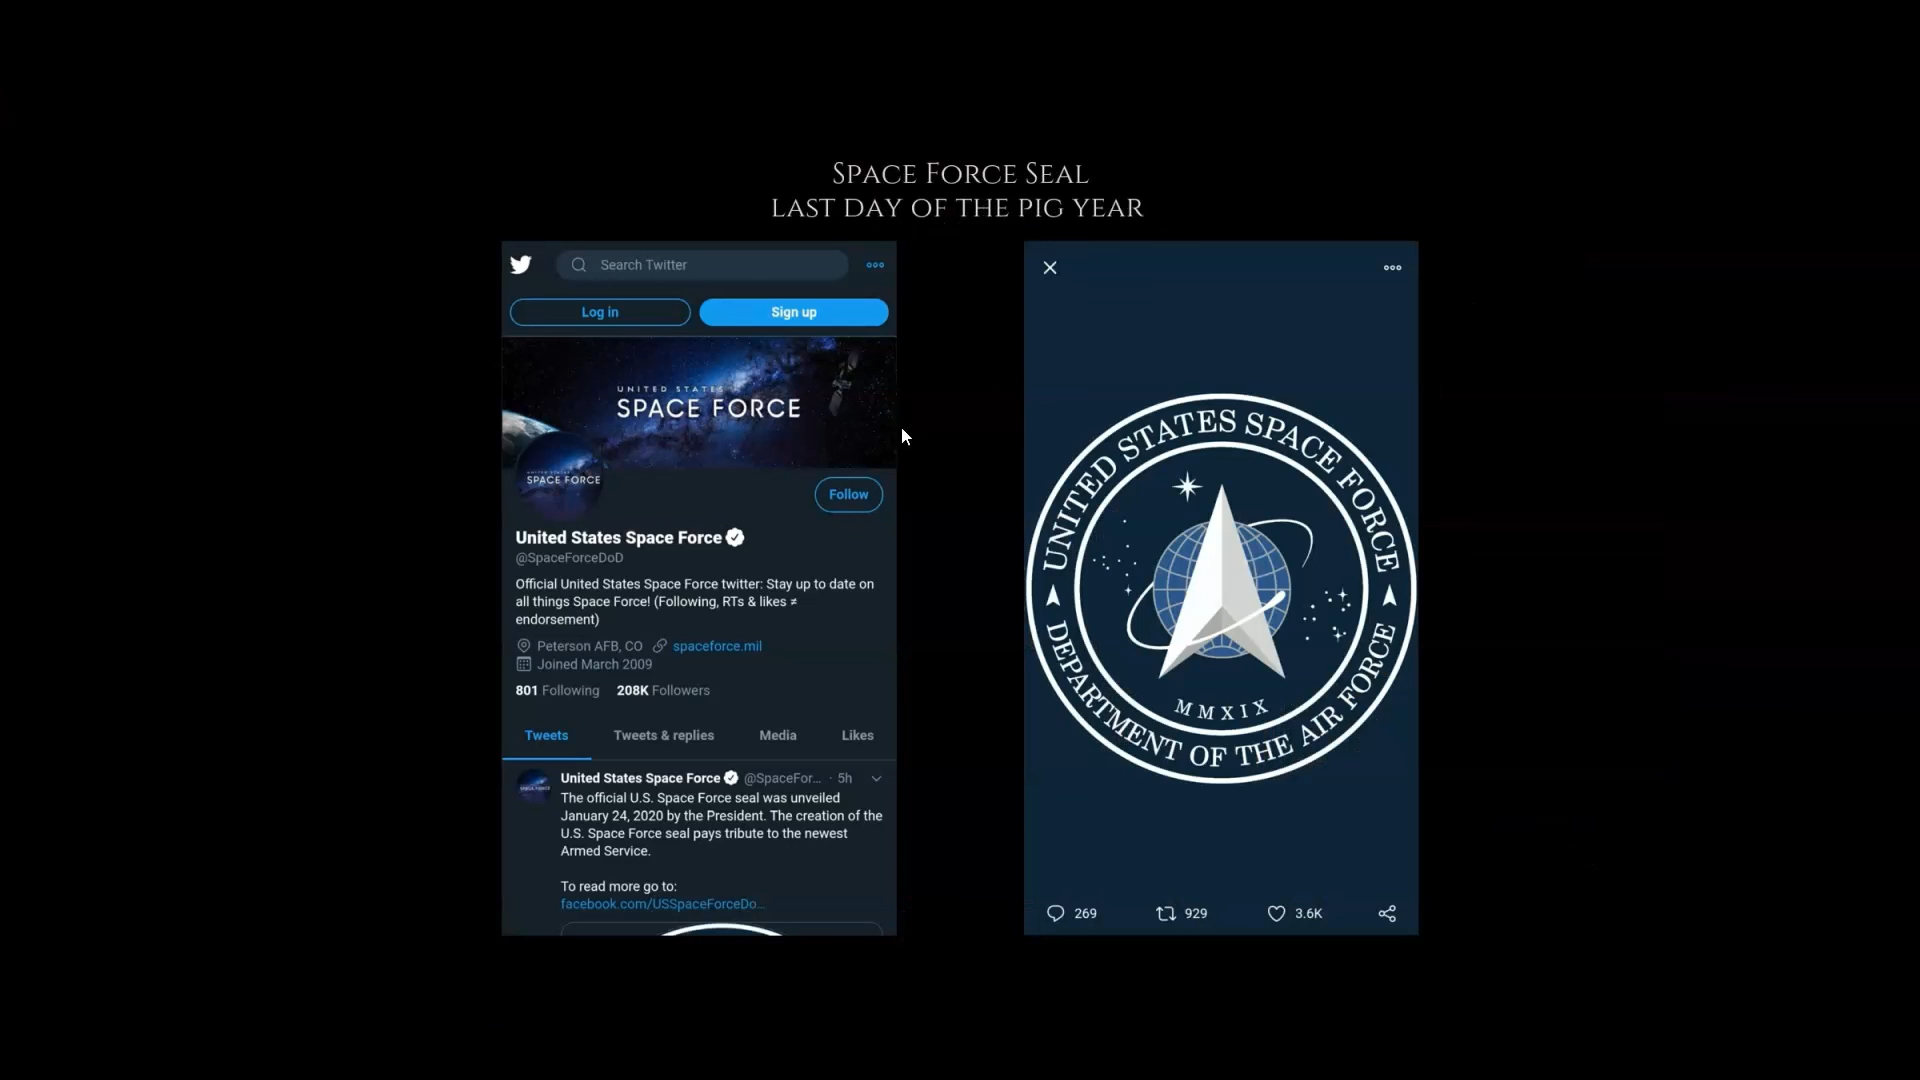 SPACE FORCE SEAL
LAST DAY OF THE PIG YEAR
Search Twitter
Log in
Sign up
UNITED STATES
SPACE FORCE
SPACE FORCE
Follow
United States Space Force
@SpaceForceDoD
Official United States Space Force twitter: Stay up to date on
all things Space Force! (Following, RTs & likes ≠
endorsement)
Peterson AFB, CO spaceforce.mil
Joined March 2009
801 Following 208K Followers
Tweets Tweets & replies Media Likes
United States Space Force @SpaceFor... · 5h
The official U.S. Space Force seal was unveiled
January 24, 2020 by the President. The creation of the
U.S. Space Force seal pays tribute to the newest
Armed Service.
To read more go to:
facebook.com/USSpaceForceDo...
UNITED STATES SPACE FORCE
MMXIX
DEPARTMENT OF THE AIR FORCE
269 929 3.6K